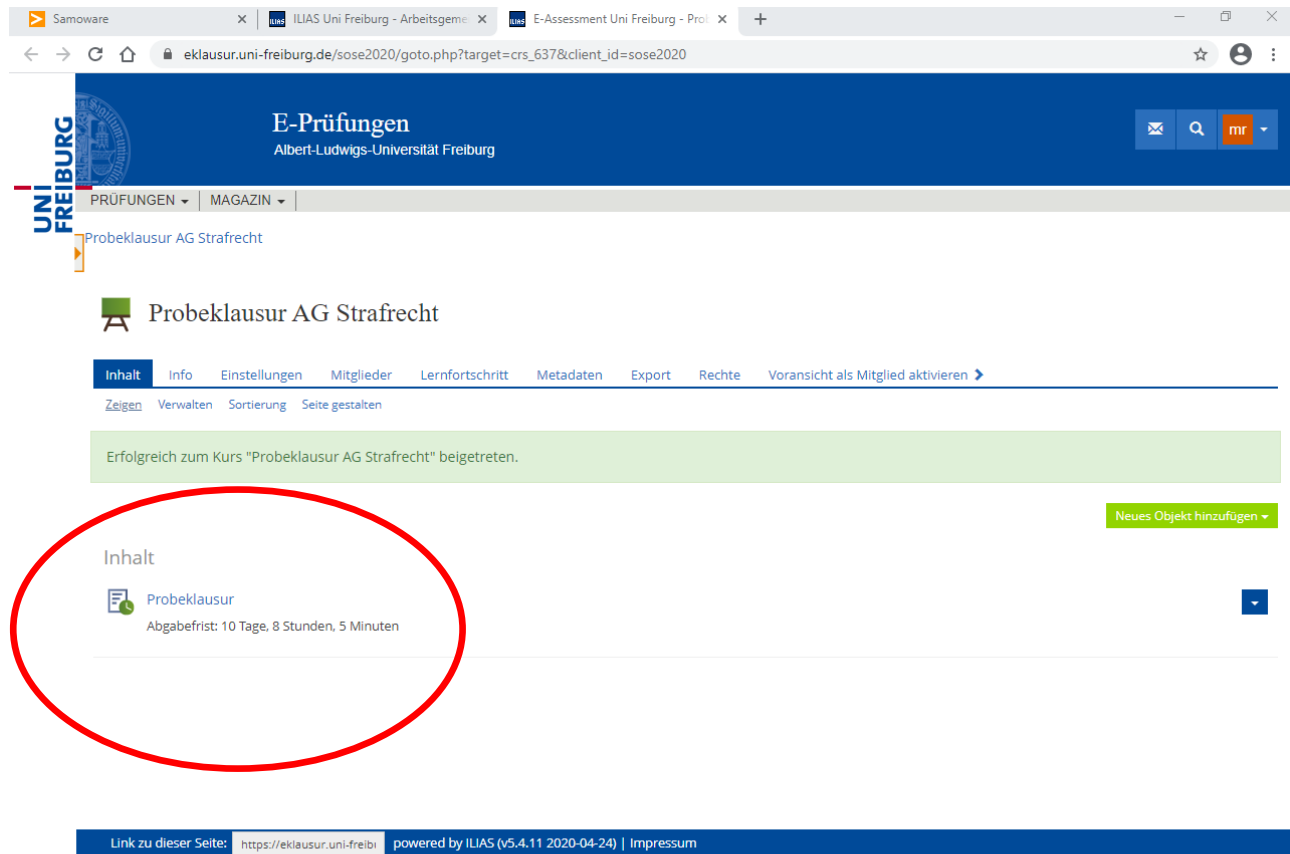 Samoware
ILIAS Uni Freiburg - Arbeitsgeme
E-Assessment Uni Freiburg - Pro
eklausur.uni-freiburg.de/sose2020/goto.php?target=crs_637&client_id=sose2020
UNI
FREIBURG
E-Prüfungen
Albert-Ludwigs-Universität Freiburg
mr
PRÜFUNGEN
MAGAZIN
Probeklausur AG Strafrecht
Probeklausur AG Strafrecht
Inhalt Info Einstellungen Mitglieder Lernfortschritt Metadaten Export Rechte Voransicht als Mitglied aktivieren
Zeigen Verwalten Sortierung Seite gestalten
Erfolgreich zum Kurs "Probeklausur AG Strafrecht" beigetreten.
Neues Objekt hinzufügen
Inhalt
Probeklausur
Abgabefrist: 10 Tage, 8 Stunden, 5 Minuten
Link zu dieser Seite: https://eklausur.uni-freib powered by ILIAS (v5.4.11 2020-04-24) | Impressum